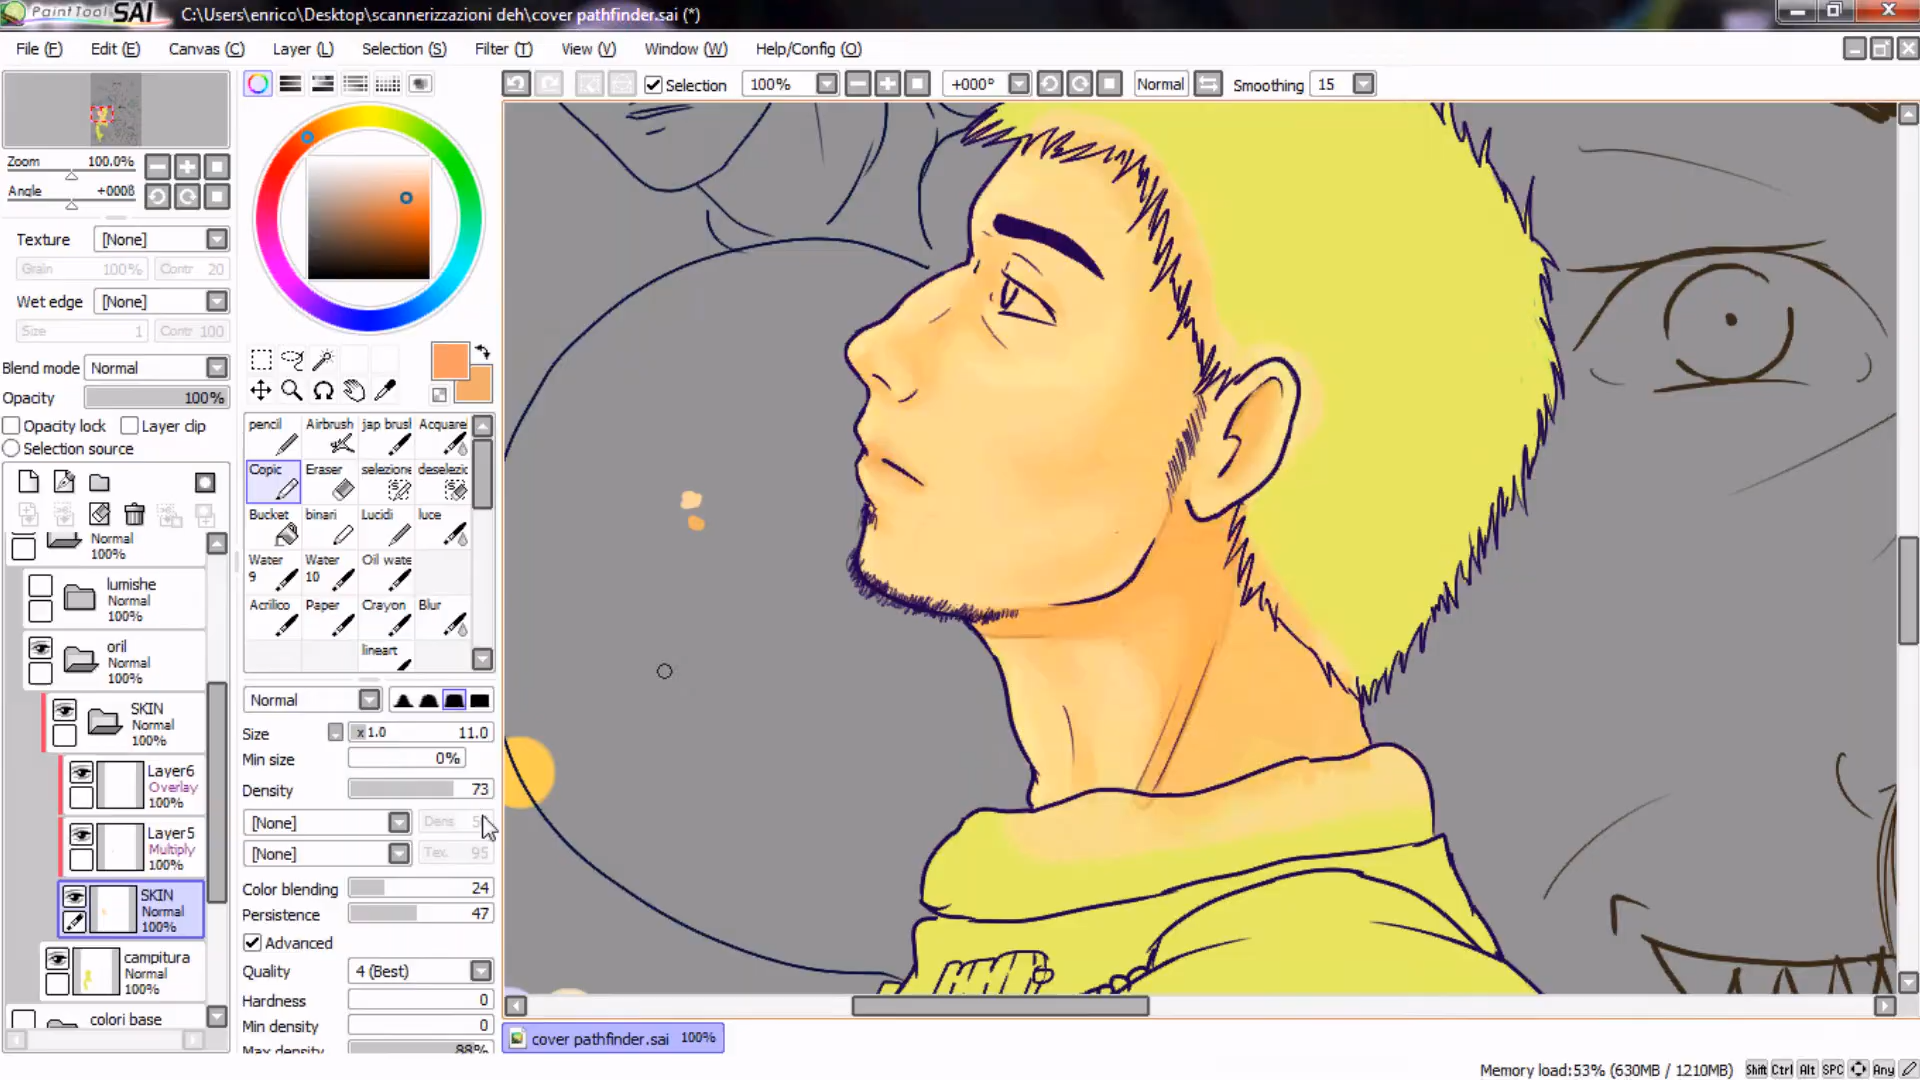 PaintTool SAI C:\Users\enrico\Desktop\scannerizzazioni deh\cover pathfinder.sai (*)
File (F) Edit (E) Canvas (C) Layer (L) Selection (S) Filter (T) View (V) Window (W) Help/Config (O)
Selection 100% +000° Normal Smoothing 15
Zoom 100.0%
Angle +0008
Texture [None]
Grain 100% Contr 20
Wet edge [None]
Size 1 Contr 100
Blend mode Normal
Opacity 100%
Opacity lock Layer clip
Selection source
Normal
100%
lumishe
Normal
100%
oril
Normal
100%
SKIN
Normal
100%
Layer6
Overlay
100%
Layer5
Multiply
100%
SKIN
Normal
100%
campitura
Normal
100%
colori base
pencil Airbrush jap brusl Acquare
Copic Eraser selezione deselezic
Bucket binari Lucidi luce
Water 9 Water 10 Oil wate
Acrilico Paper Crayon Blur
lineart
Normal
Size x1.0 11.0
Min size 0%
Density 73
[None] Dens
[None] Tex. 95
Color blending 24
Persistence 47
Advanced
Quality 4 (Best)
Hardness 0
Min density 0
Max density 88%
cover pathfinder.sai 100%
Memory load:53% (630MB / 1210MB) Shift Ctrl Alt SPC Any